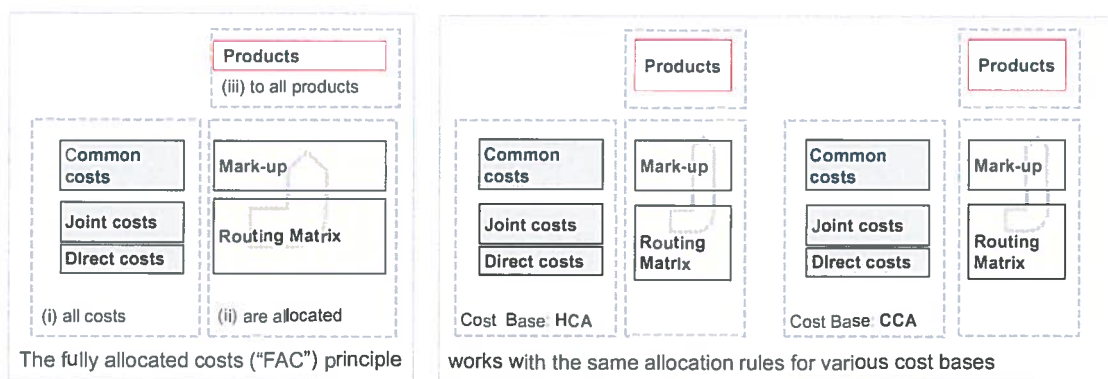 Products
(iii) to all products
Common
costs
Mark-up
Joint costs
Routing Matrix
Direct costs
(i) all costs
(ii) are allocated
The fully allocated costs ("FAC") principle
Products
Products
Common
costs
Mark-up
Joint costs
Routing
Matrix
Direct costs
Cost Base: HCA
Common
costs
Mark-up
Joint costs
Routing
Matrix
Direct costs
Cost Base: CCA
works with the same allocation rules for various cost bases